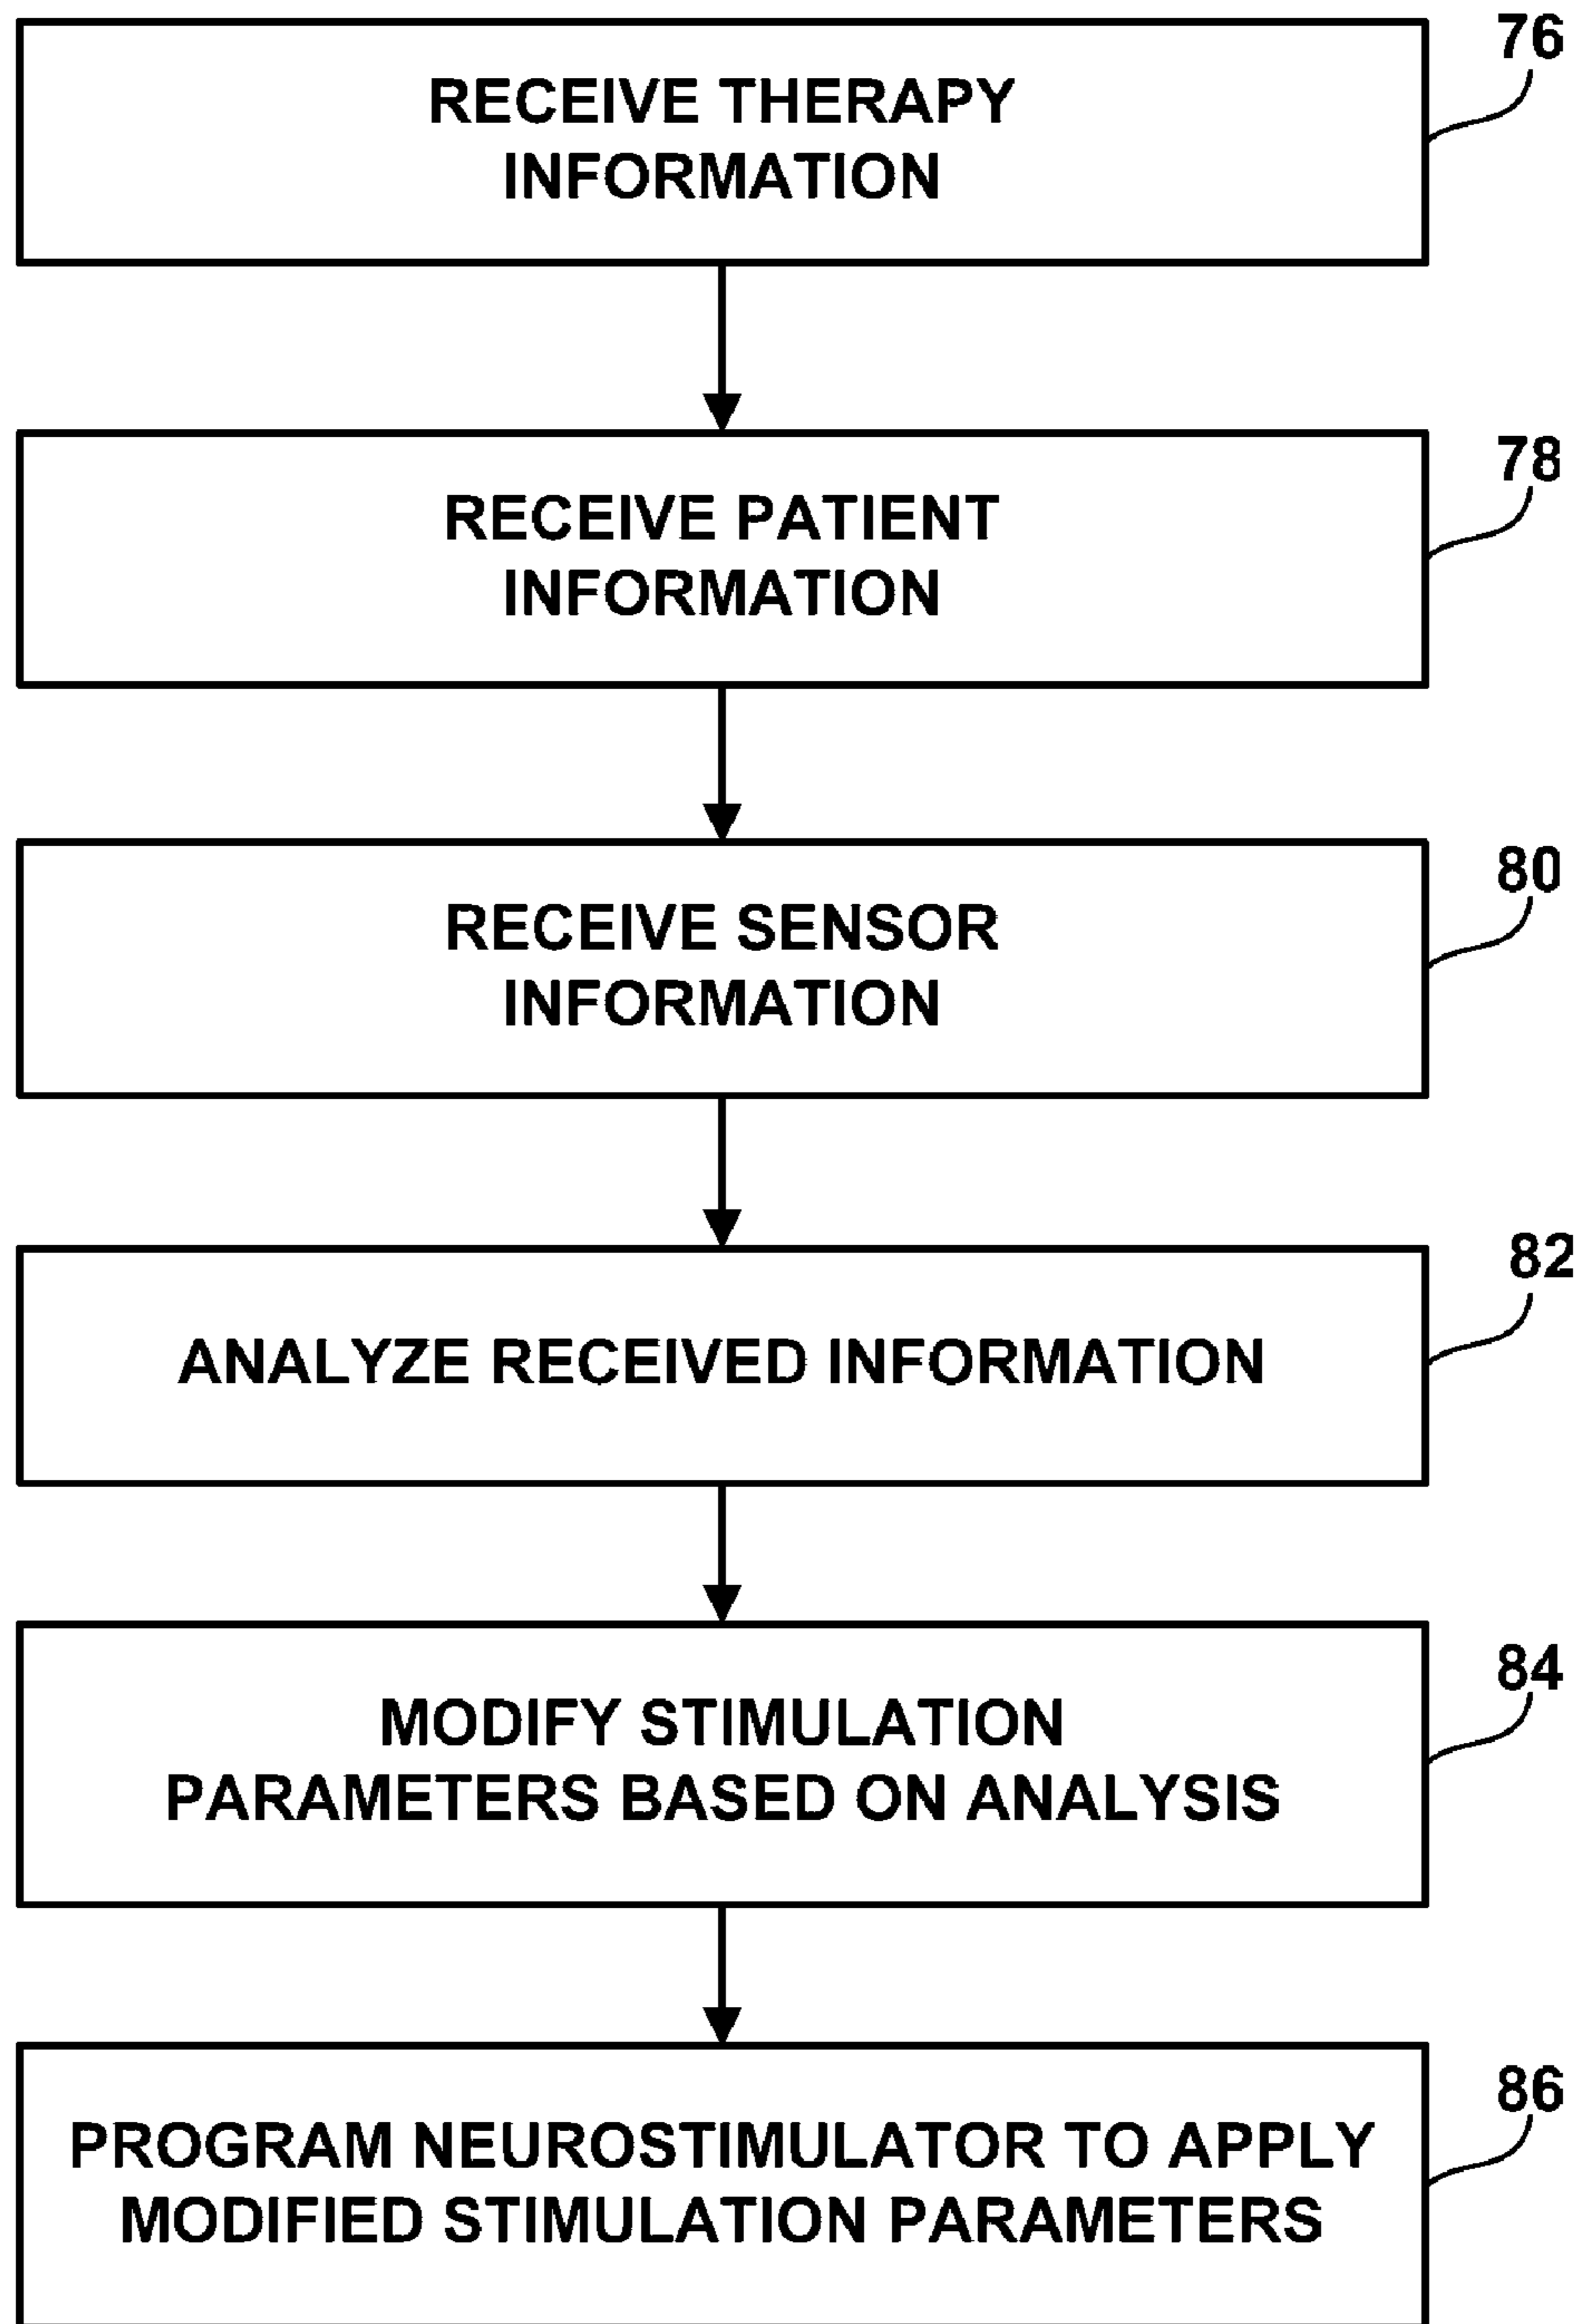 76
RECEIVE THERAPY
INFORMATION
78
RECEIVE PATIENT
INFORMATION
80
RECEIVE SENSOR
INFORMATION
82
ANALYZE RECEIVED INFORMATION
84
MODIFY STIMULATION
PARAMETERS BASED ON ANALYSIS
86
PROGRAM NEUROSTIMULATOR TO APPLY
MODIFIED STIMULATION PARAMETERS